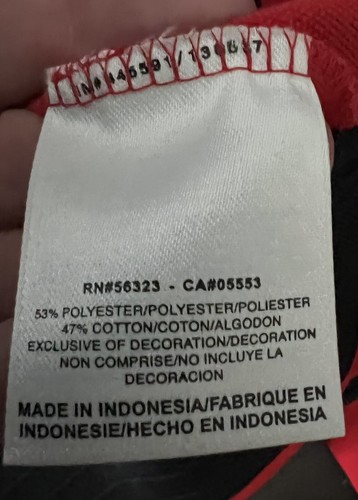 RN#56323 - CA#05553
53% POLYESTER/POLYESTER/POLIESTER
47% COTTON/COTON/ALGODON
EXCLUSIVE OF DECORATION/DECORATION
NON COMPRISE/NO INCLUYE LA
DECORACION
MADE IN INDONESIA/FABRIQUE EN
INDONESIE/HECHO EN INDONESIA